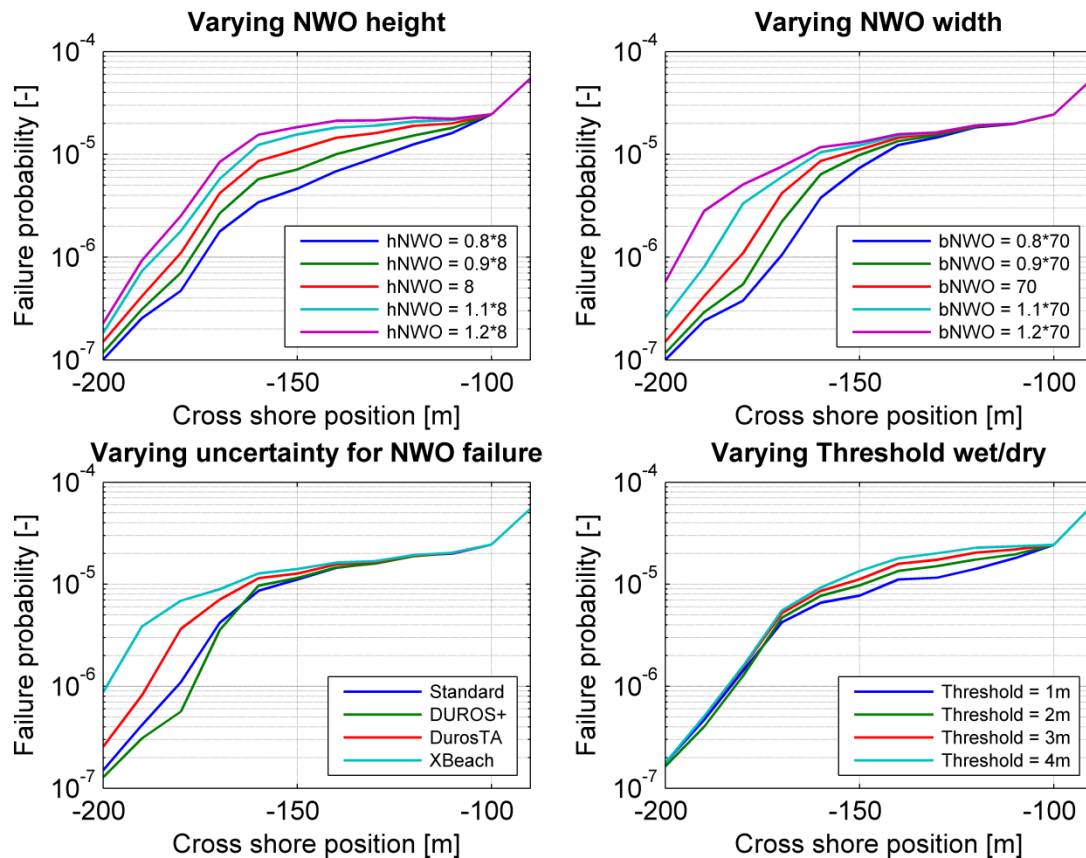 Varying NWO height
Failure probability [-]
10-4
10-5
10-6
10-7
hNWO = 0.8*8
hNWO = 0.9*8
hNWO = 8
hNWO = 1.1*8
hNWO = 1.2*8
-200
-150
-100
Cross shore position [m]
Varying NWO width
Failure probability [-]
10-4
10-5
10-6
10-7
bNWO = 0.8*70
bNWO = 0.9*70
bNWO = 70
bNWO = 1.1*70
bNWO = 1.2*70
-200
-150
-100
Cross shore position [m]
Varying uncertainty for NWO failure
Failure probability [-]
10-4
10-5
10-6
10-7
Standard
DUROS+
DurosTA
XBeach
-200
-150
-100
Cross shore position [m]
Varying Threshold wet/dry
Failure probability [-]
10-4
10-5
10-6
10-7
Threshold = 1m
Threshold = 2m
Threshold = 3m
Threshold = 4m
-200
-150
-100
Cross shore position [m]